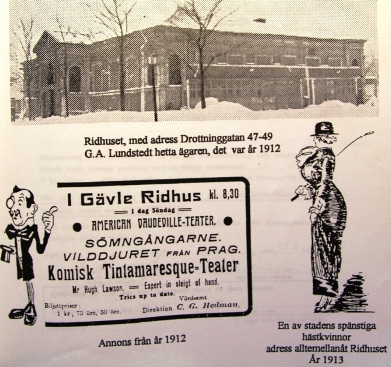 Ridhuset, med adress Drottninggatan 47-49
G.A. Lundstedt hetta ägaren, det var år 1912
I Gävle Ridhus kl. 8,30
I dag Söndag
AMERICAN VAUDEVILLE-TEATER.
SÖMNGÅNGARNE.
VILDDJURET FRÅN PRAG.
Komisk Tintamaresque-Teater
Mr Hugh Lawson, Expert in sleigt of hand.
Trics up to date. Vördsamt
Biljettpriser:
1 kr., 75 öre, 50 öre. Direktion C. G. Hedman.
Annons från år 1912
En av stadens spänstiga
hästkvinnor
adress alltemellanåt Ridhuset
År 1913